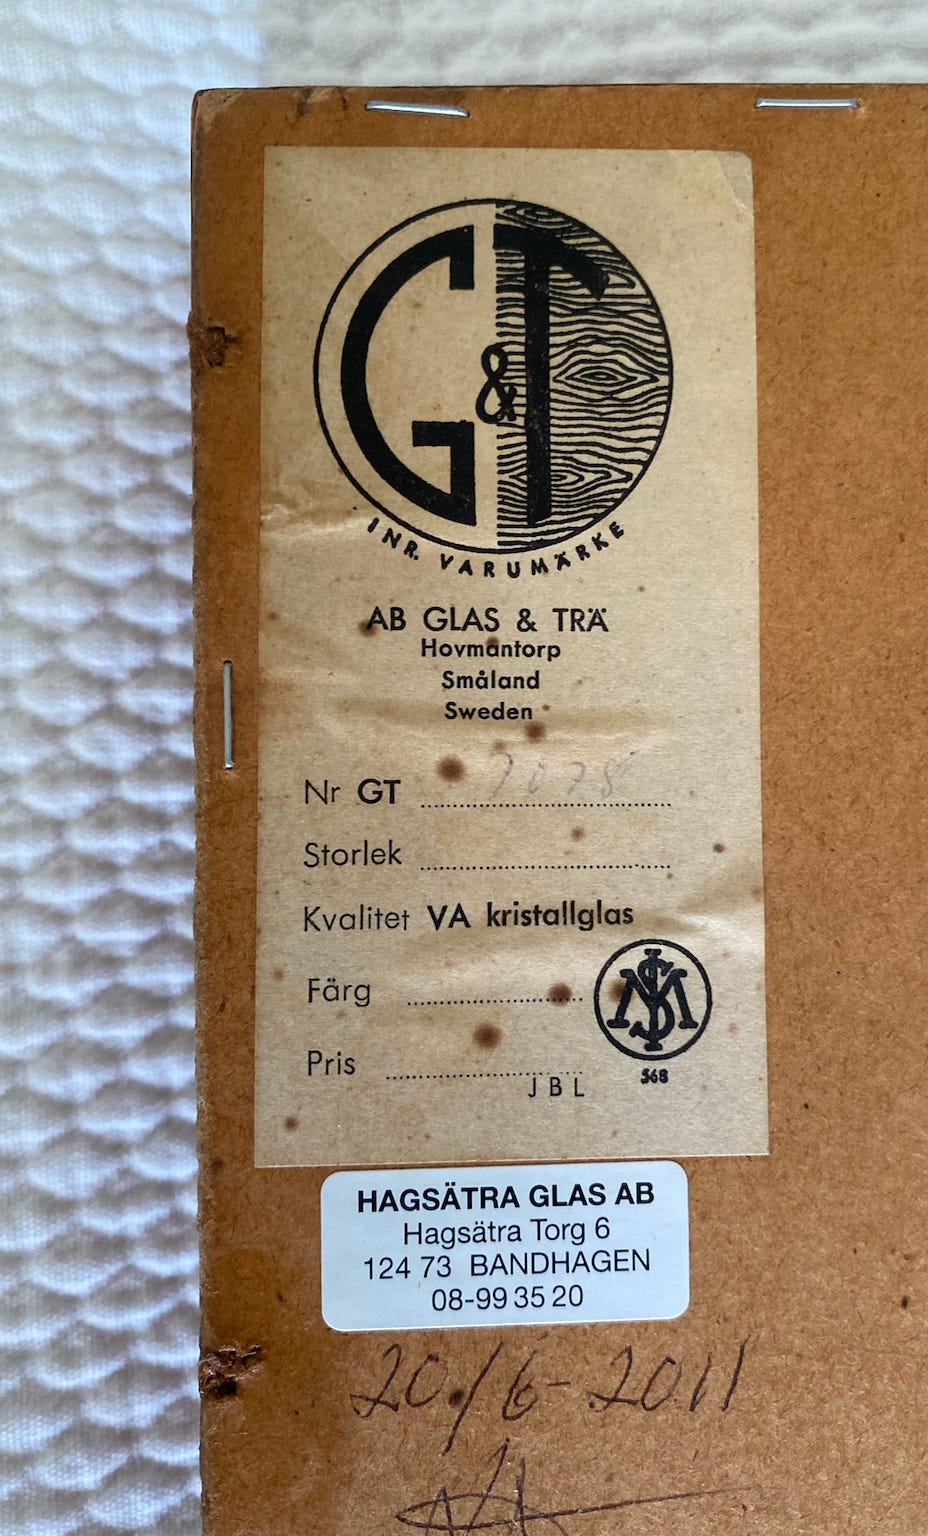 G & T
INR. VARUMÄRKE
AB GLAS & TRÄ
Hovmantorp
Småland
Sweden
Nr GT
Storlek
Kvalitet VA kristallglas
Färg
SMI
568
Pris
JBL
HAGSÄTRA GLAS AB
Hagsätra Torg 6
124 73 BANDHAGEN
08-99 35 20
20/6-2011